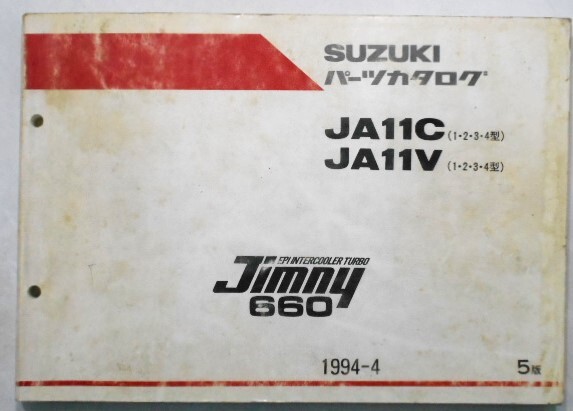 SUZUKI
パーツカタログ
JA11C (1・2・3・4型)
JA11V (1・2・3・4型)
EPI INTERCOOLER TURBO
Jimny
660
1994-4 5版